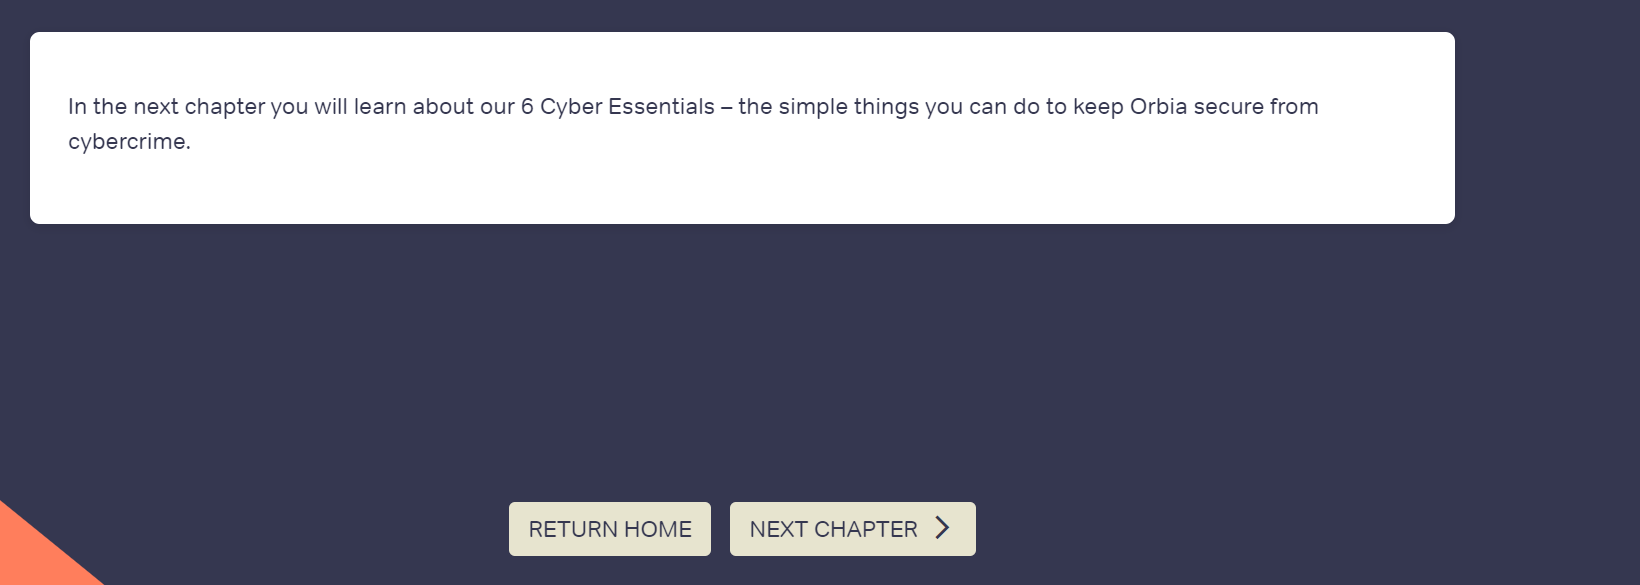 In the next chapter you will learn about our 6 Cyber Essentials – the simple things you can do to keep Orbia secure from
cybercrime.
RETURN HOME
NEXT CHAPTER